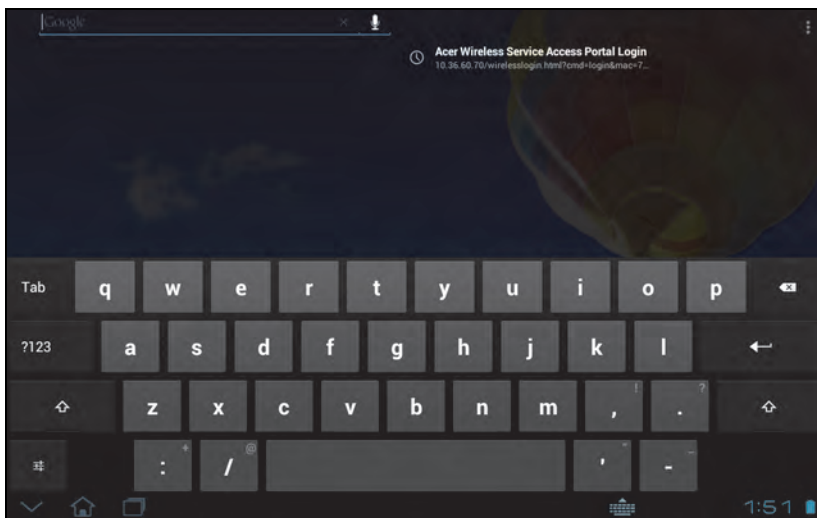 Google
Acer Wireless Service Access Portal Login
10.36.60.70/wirelesslogin.html?cmd=login&mac=7...
Tab q w e r t y u i o p
?123 a s d f g h j k l
z x c v b n m , ! . ?
: + / @ ' " - _
1:51